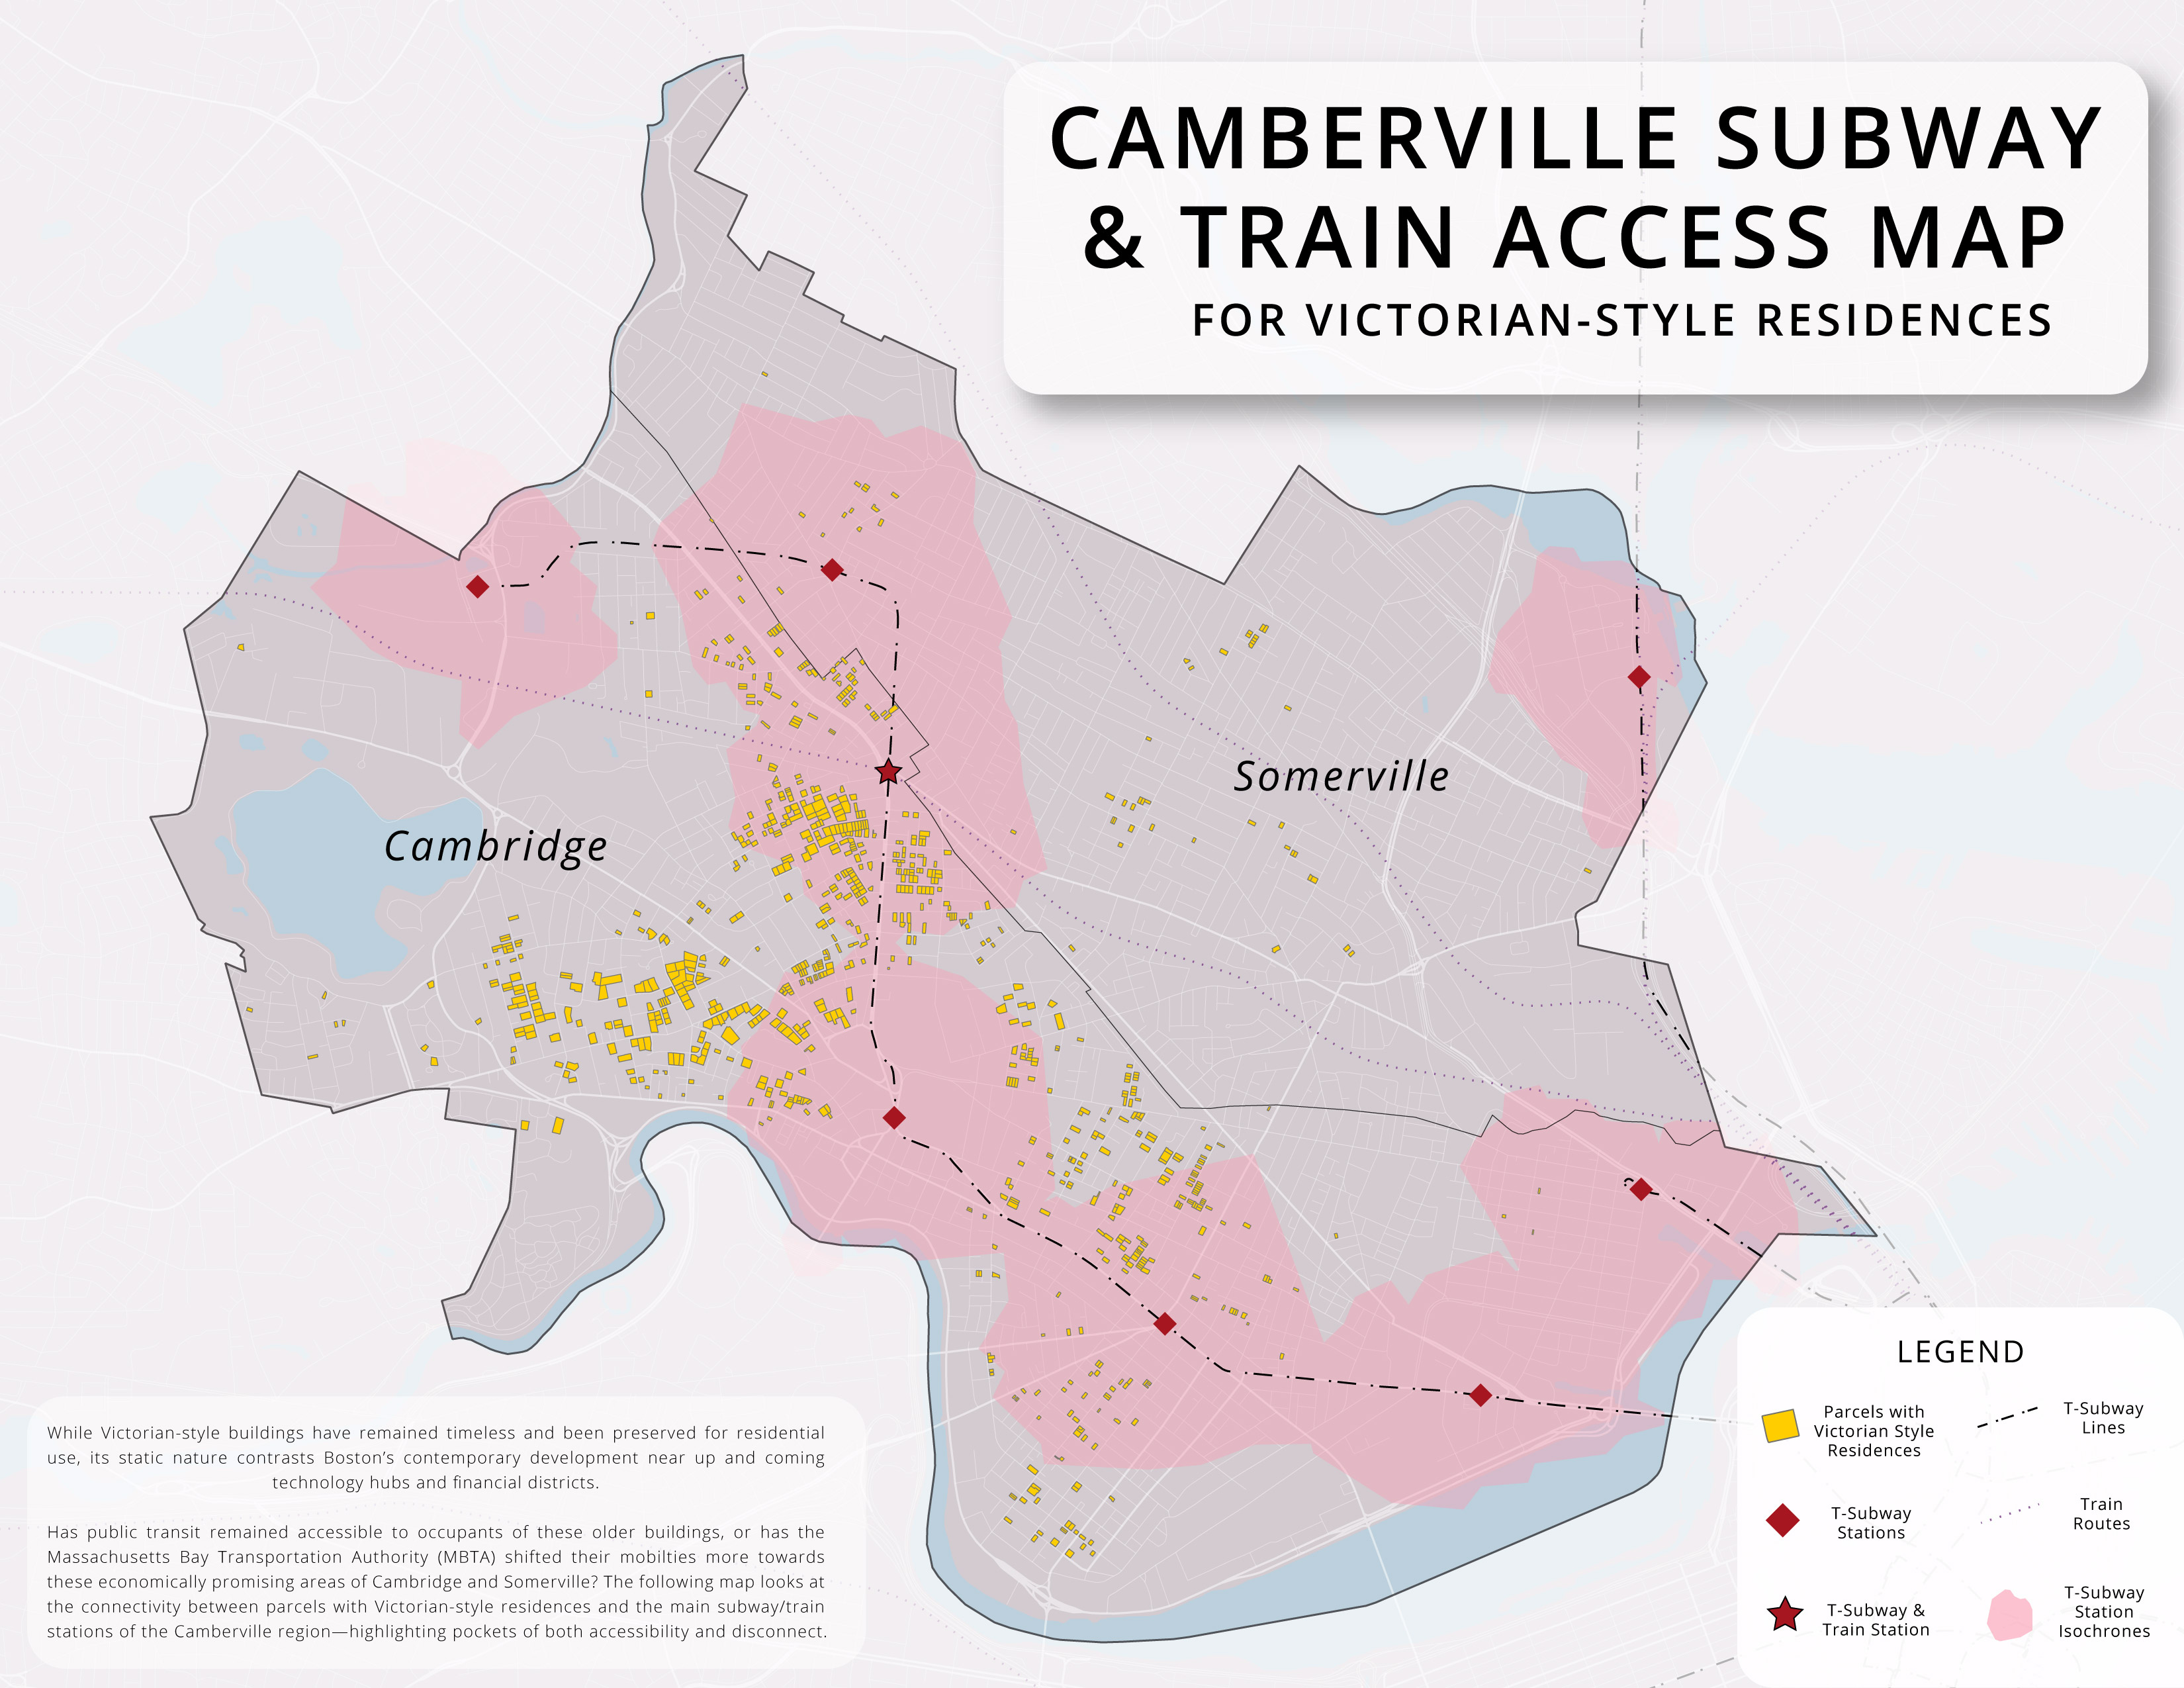 CAMBERVILLE SUBWAY
& TRAIN ACCESS MAP
FOR VICTORIAN-STYLE RESIDENCES
Somerville
Cambridge
While Victorian-style buildings have remained timeless and been preserved for residential
use, its static nature contrasts Boston’s contemporary development near up and coming
technology hubs and financial districts.
Has public transit remained accessible to occupants of these older buildings, or has the
Massachusetts Bay Transportation Authority (MBTA) shifted their mobilties more towards
these economically promising areas of Cambridge and Somerville? The following map looks at
the connectivity between parcels with Victorian-style residences and the main subway/train
stations of the Camberville region—highlighting pockets of both accessibility and disconnect.
LEGEND
Parcels with
Victorian Style
Residences
T-Subway
Lines
T-Subway
Stations
Train
Routes
T-Subway &
Train Station
T-Subway
Station
Isochrones